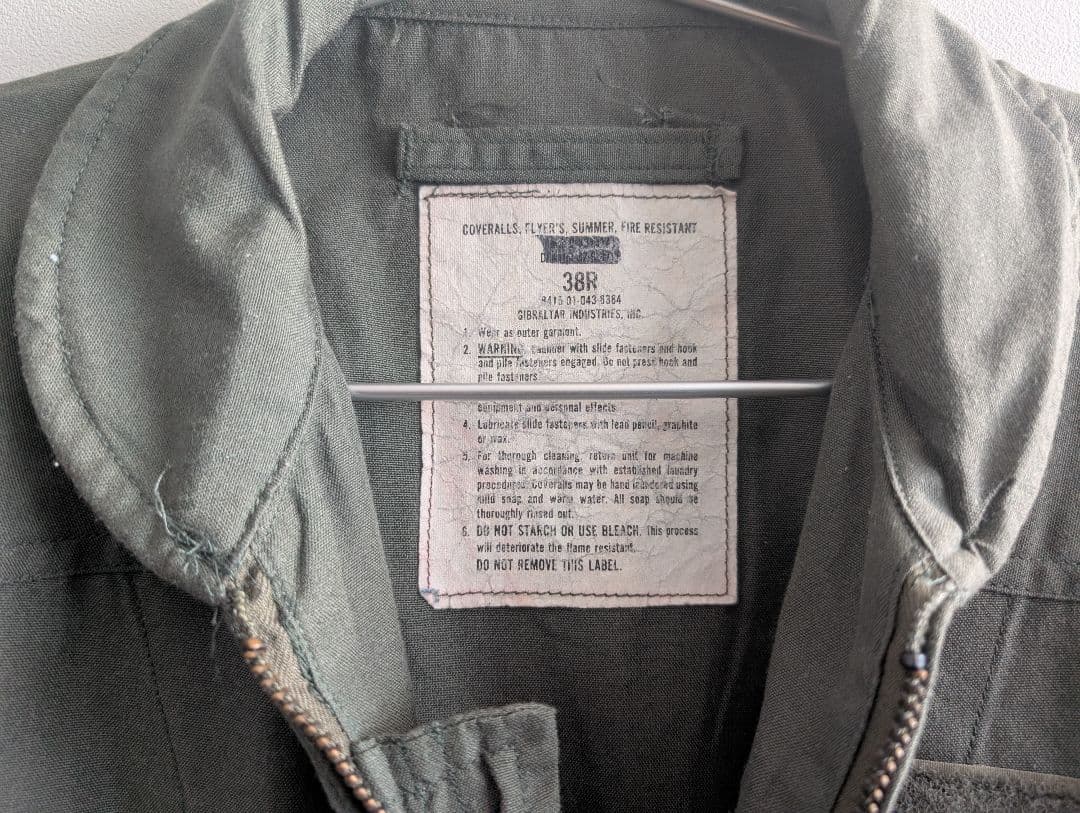 COVERALLS, FLYER'S, SUMMER, FIRE RESISTANT
38R
8415-01-043-8384
GIBRALTAR INDUSTRIES, INC.
1. Wear as outer garment.
2. WARNING. Launder with slide fasteners and hook
and pile fasteners engaged. Do not press hook and
pile fasteners
equipment and personal effects
4. Lubricate slide fasteners with lead pencil, graphite
or wax.
5. For thorough cleaning, return unit for machine
washing in accordance with established laundry
procedures. Coveralls may be hand laundered using
mild soap and warm water. All soap should be
thoroughly rinsed out.
6. DO NOT STARCH OR USE BLEACH. This process
will deteriorate the flame resistant.
DO NOT REMOVE THIS LABEL.